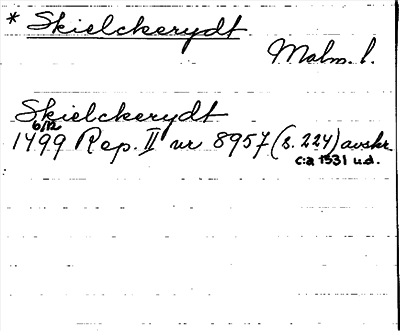 * Skielckerydt
Malm. l.
Skielckerydt
6/12
1499 Rep. II nr 8957 (s. 224) avskr.
c:a 1531 u.d.